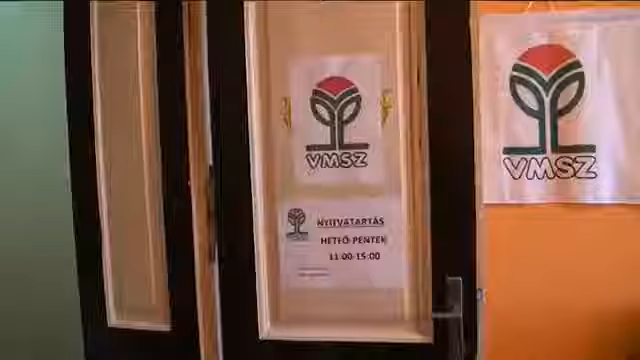 VMSZ
NYITVATARTÁS
HÉTFŐ-PÉNTEK
11:00-15:00
VMSZ